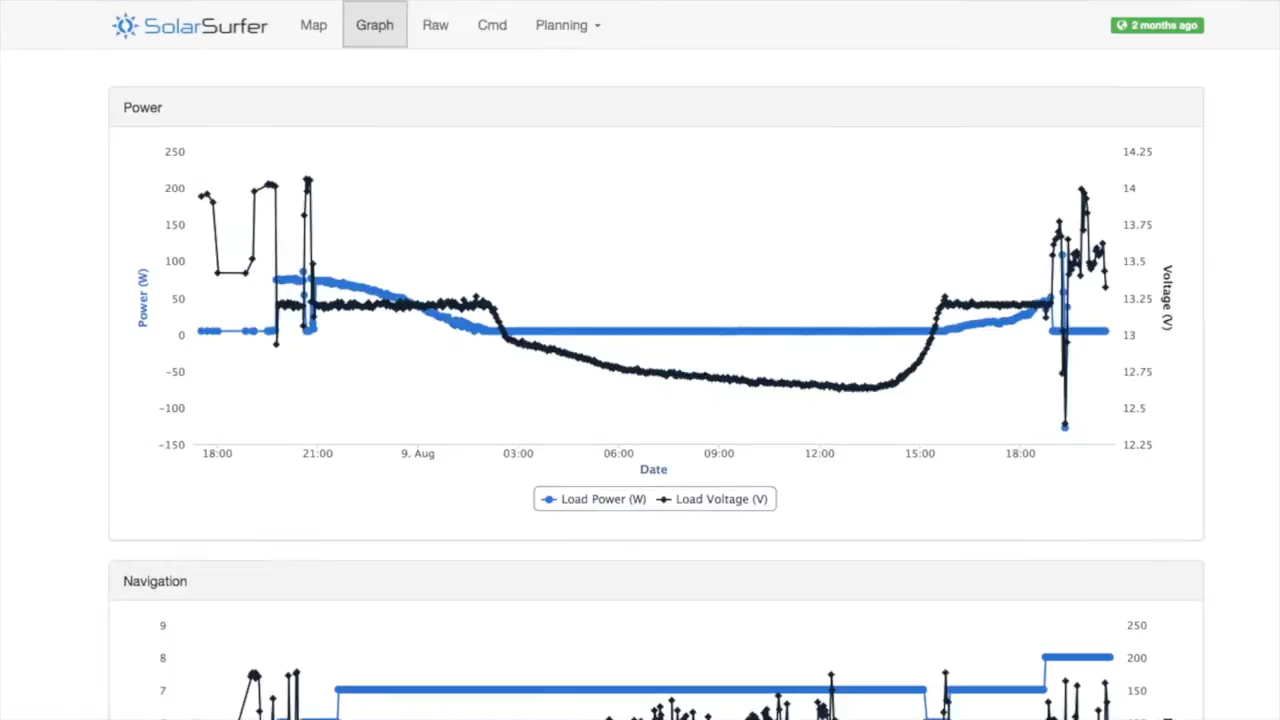 SolarSurfer Map Graph Raw Cmd Planning 2 months ago
Power
250 14.25
200 14
150 13.75
100 13.5
50 13.25
0 13
-50 12.75
-100 12.5
-150 12.25
Power (W)
Voltage (V)
18:00 21:00 9. Aug 03:00 06:00 09:00 12:00 15:00 18:00
Date
Load Power (W) Load Voltage (V)
Navigation
9 250
8 200
7 150